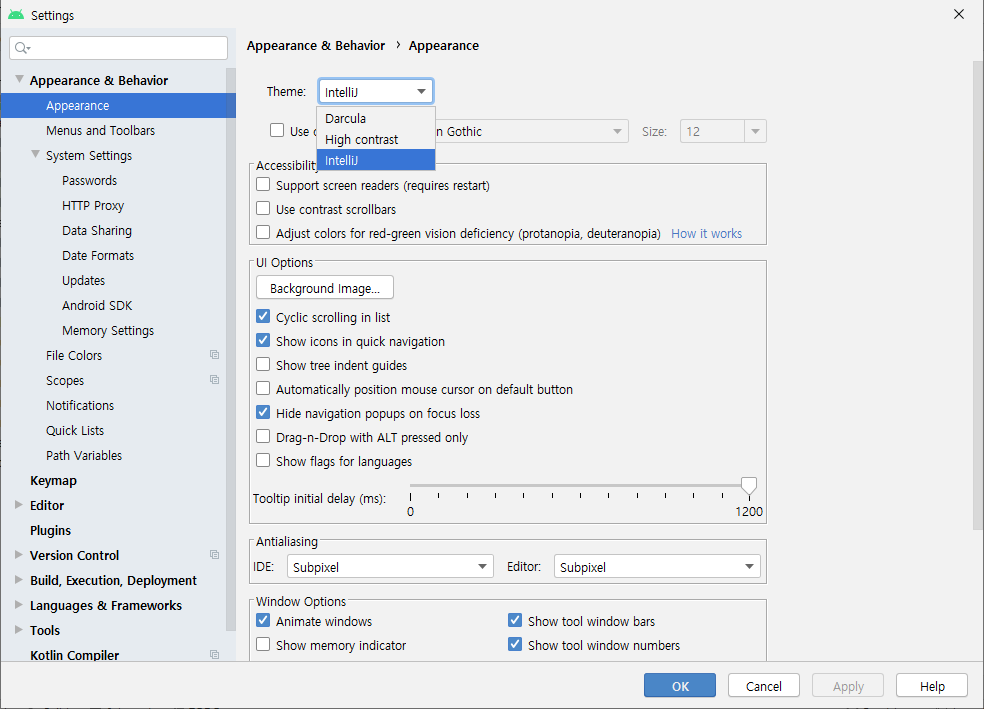 Settings
Appearance & Behavior
Appearance
Menus and Toolbars
System Settings
Passwords
HTTP Proxy
Data Sharing
Date Formats
Updates
Android SDK
Memory Settings
File Colors
Scopes
Notifications
Quick Lists
Path Variables
Keymap
Editor
Plugins
Version Control
Build, Execution, Deployment
Languages & Frameworks
Tools
Kotlin Compiler
Appearance & Behavior › Appearance
Theme: IntelliJ
Darcula
High contrast
IntelliJ
Use Gothic Size: 12
Accessibility
Support screen readers (requires restart)
Use contrast scrollbars
Adjust colors for red-green vision deficiency (protanopia, deuteranopia) How it works
UI Options
Background Image...
Cyclic scrolling in list
Show icons in quick navigation
Show tree indent guides
Automatically position mouse cursor on default button
Hide navigation popups on focus loss
Drag-n-Drop with ALT pressed only
Show flags for languages
Tooltip initial delay (ms):
0 1200
Antialiasing
IDE: Subpixel Editor: Subpixel
Window Options
Animate windows Show tool window bars
Show memory indicator Show tool window numbers
OK Cancel Apply Help